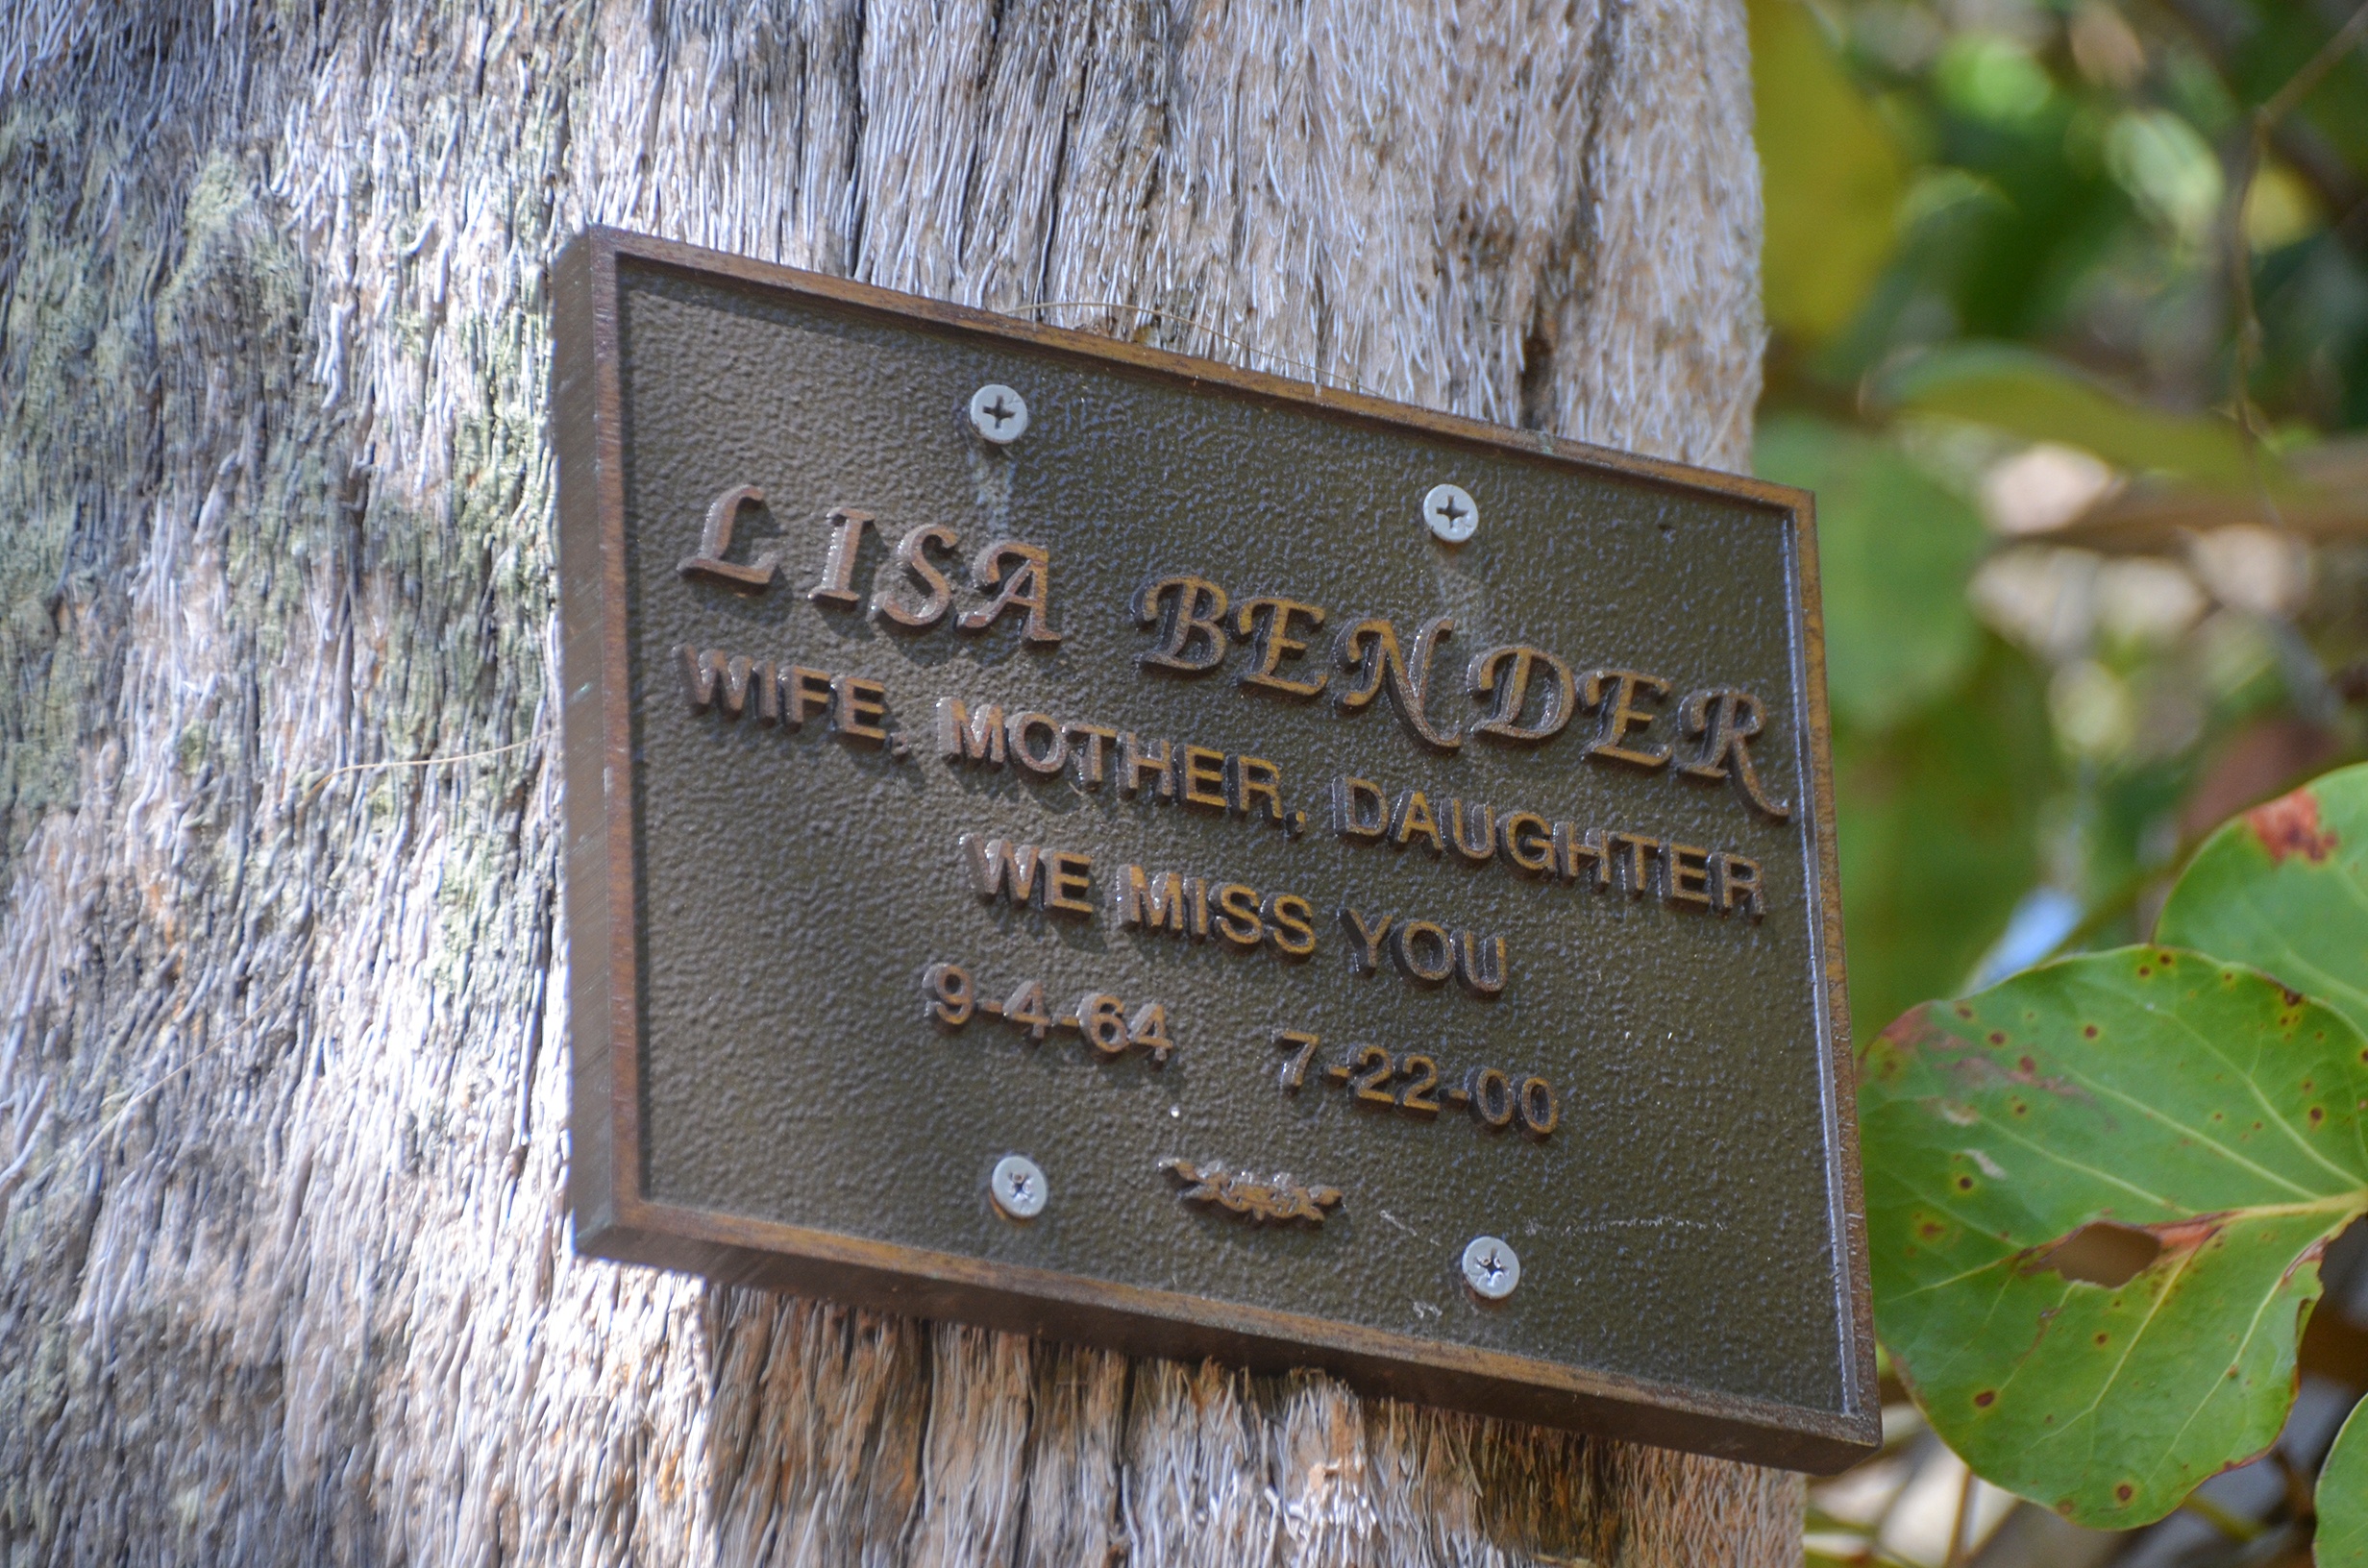 LISA BENDER
WIFE, MOTHER, DAUGHTER
WE MISS YOU
9-4-64 7-22-00